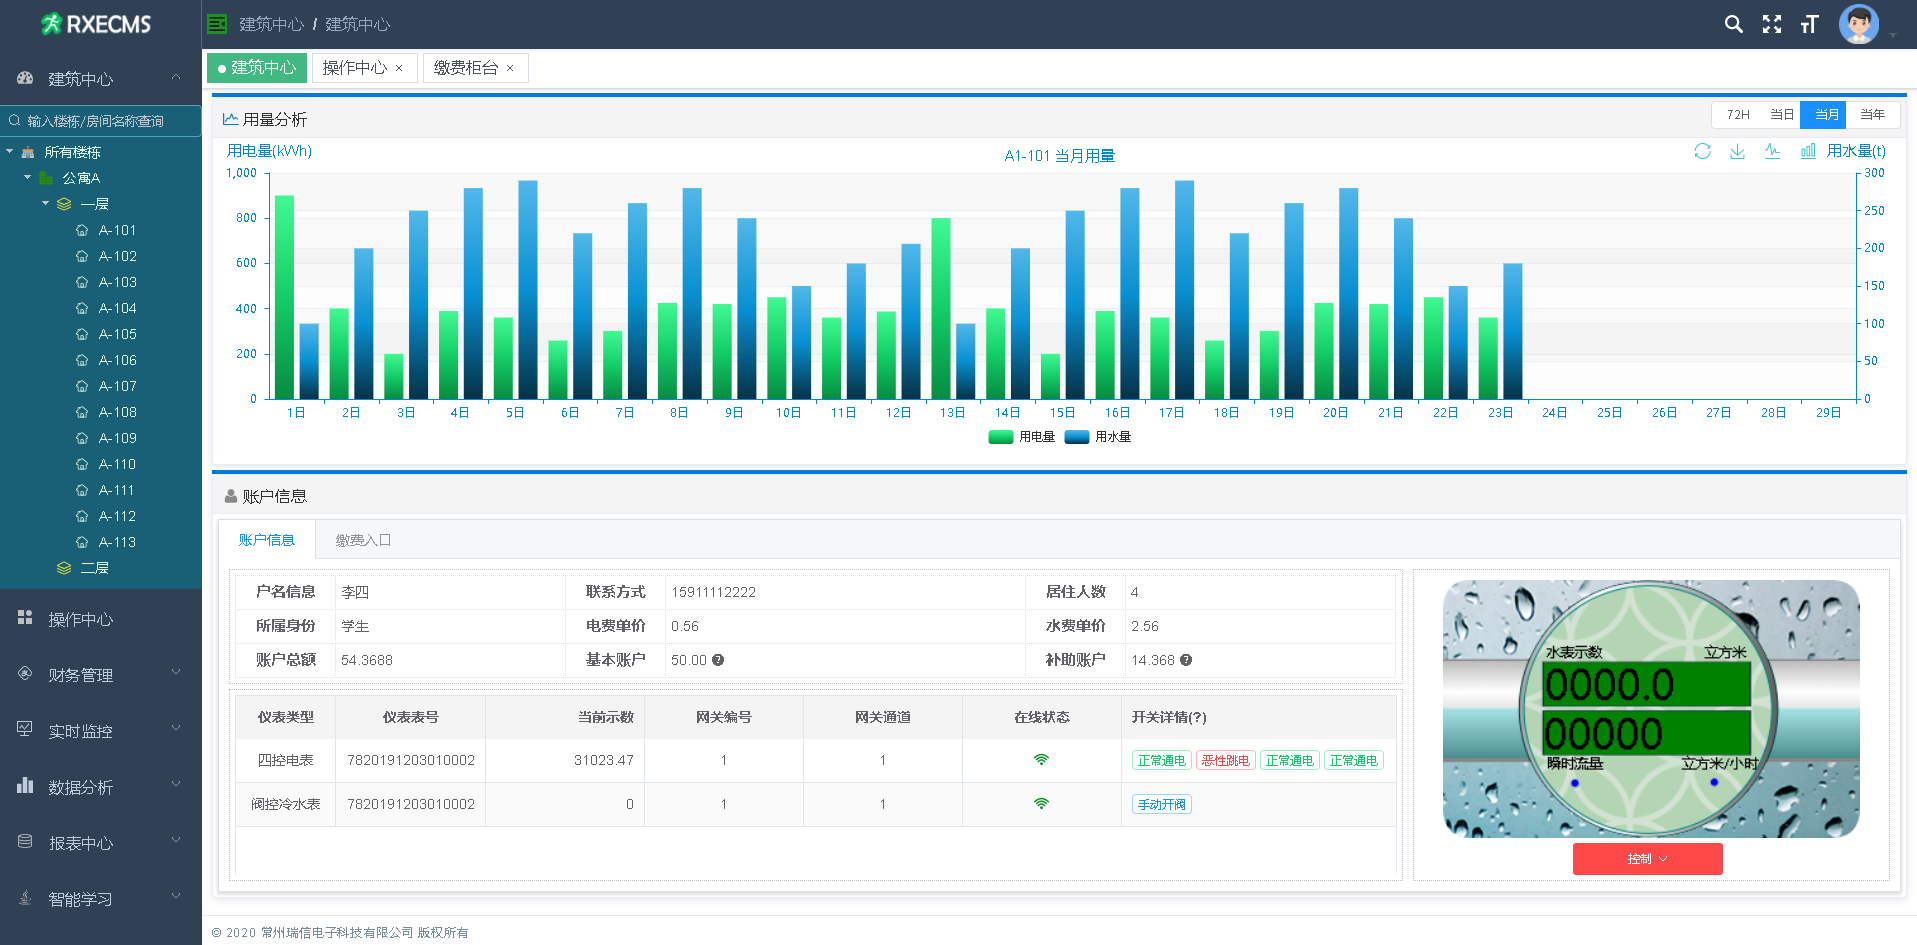 RXECMS
建筑中心 / 建筑中心
建筑中心
建筑中心 操作中心 × 缴费柜台 ×
输入楼栋/房间名称查询
所有楼栋
公寓A
一层
A-101
A-102
A-103
A-104
A-105
A-106
A-107
A-108
A-109
A-110
A-111
A-112
A-113
二层
操作中心
财务管理
实时监控
数据分析
报表中心
智能学习
用量分析
72H 当日 当月 当年
用电量(kWh)
A1-101 当月用量
用水量(t)
1,000
800
600
400
200
0
300
250
200
150
100
50
0
1日 2日 3日 4日 5日 6日 7日 8日 9日 10日 11日 12日 13日 14日 15日 16日 17日 18日 19日 20日 21日 22日 23日 24日 25日 26日 27日 28日 29日
用电量 用水量
账户信息
账户信息 缴费入口
户名信息 李四 联系方式 15911112222 居住人数 4
所属身份 学生 电费单价 0.56 水费单价 2.56
账户总额 54.3688 基本账户 50.00 补助账户 14.368
仪表类型 仪表表号 当前示数 网关编号 网关通道 在线状态 开关详情(?)
四控电表 7820191203010002 31023.47 1 1 正常通电 恶性跳电 正常通电 正常通电
阀控冷水表 7820191203010002 0 1 1 手动开阀
水表示数 立方米
0000.0
00000
瞬时流量 立方米/小时
控制
© 2020 常州瑞信电子科技有限公司 版权所有